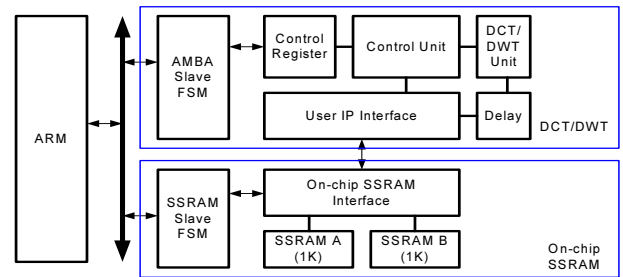 ARM
AMBA
Slave
FSM
Control
Register
Control Unit
DCT/
DWT
Unit
User IP Interface
Delay
DCT/DWT
SSRAM
Slave
FSM
On-chip SSRAM
Interface
SSRAM A
(1K)
SSRAM B
(1K)
On-chip
SSRAM